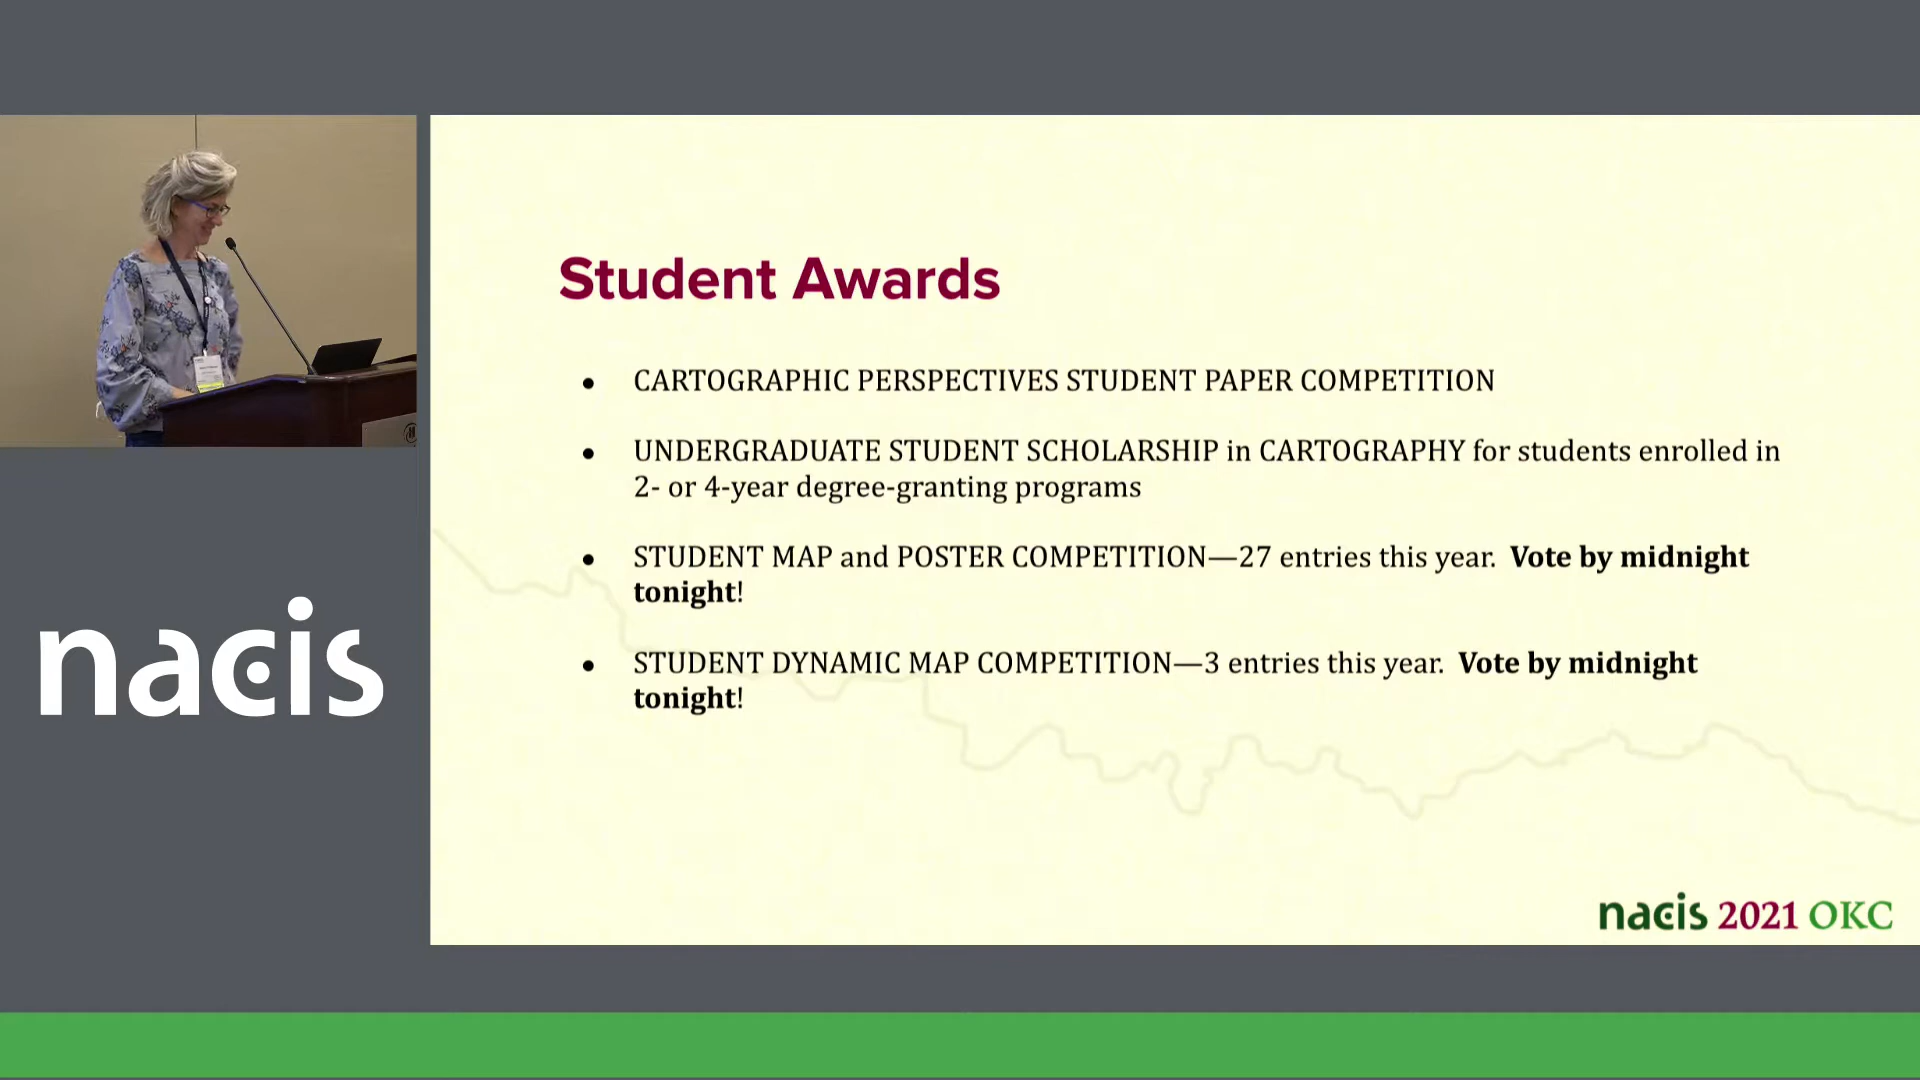 Student Awards
● CARTOGRAPHIC PERSPECTIVES STUDENT PAPER COMPETITION
● UNDERGRADUATE STUDENT SCHOLARSHIP in CARTOGRAPHY for students enrolled in
2- or 4-year degree-granting programs
● STUDENT MAP and POSTER COMPETITION—27 entries this year. Vote by midnight
tonight!
● STUDENT DYNAMIC MAP COMPETITION—3 entries this year. Vote by midnight
tonight!
nacis
nacis 2021 OKC